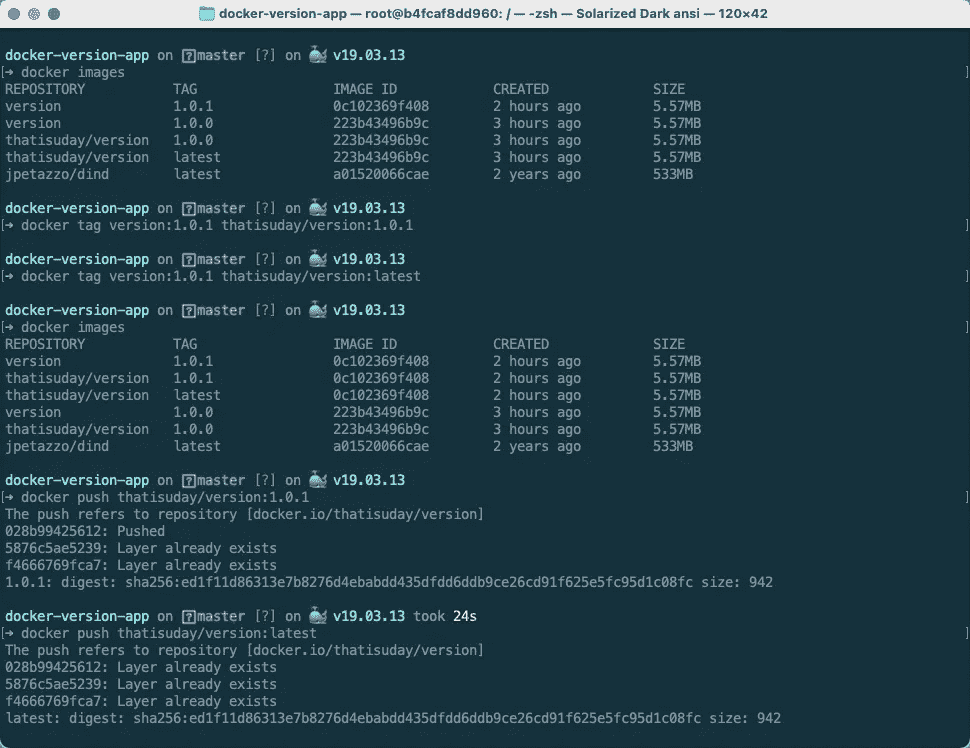 docker-version-app — root@b4fcaf8dd960: / — -zsh — Solarized Dark ansi — 120×42
docker-version-app on [?]master [?] on 🐳 v19.03.13
[→ docker images ]
REPOSITORY TAG IMAGE ID CREATED SIZE
version 1.0.1 0c102369f408 2 hours ago 5.57MB
version 1.0.0 223b43496b9c 3 hours ago 5.57MB
thatisuday/version 1.0.0 223b43496b9c 3 hours ago 5.57MB
thatisuday/version latest 223b43496b9c 3 hours ago 5.57MB
jpetazzo/dind latest a01520066cae 2 years ago 533MB
docker-version-app on [?]master [?] on 🐳 v19.03.13
[→ docker tag version:1.0.1 thatisuday/version:1.0.1 ]
docker-version-app on [?]master [?] on 🐳 v19.03.13
[→ docker tag version:1.0.1 thatisuday/version:latest ]
docker-version-app on [?]master [?] on 🐳 v19.03.13
[→ docker images ]
REPOSITORY TAG IMAGE ID CREATED SIZE
version 1.0.1 0c102369f408 2 hours ago 5.57MB
thatisuday/version 1.0.1 0c102369f408 2 hours ago 5.57MB
thatisuday/version latest 0c102369f408 2 hours ago 5.57MB
version 1.0.0 223b43496b9c 3 hours ago 5.57MB
thatisuday/version 1.0.0 223b43496b9c 3 hours ago 5.57MB
jpetazzo/dind latest a01520066cae 2 years ago 533MB
docker-version-app on [?]master [?] on 🐳 v19.03.13
[→ docker push thatisuday/version:1.0.1 ]
The push refers to repository [docker.io/thatisuday/version]
028b99425612: Pushed
5876c5ae5239: Layer already exists
f4666769fca7: Layer already exists
1.0.1: digest: sha256:ed1f11d86313e7b8276d4ebabdd435dfdd6ddb9ce26cd91f625e5fc95d1c08fc size: 942
docker-version-app on [?]master [?] on 🐳 v19.03.13 took 24s
[→ docker push thatisuday/version:latest ]
The push refers to repository [docker.io/thatisuday/version]
028b99425612: Layer already exists
5876c5ae5239: Layer already exists
f4666769fca7: Layer already exists
latest: digest: sha256:ed1f11d86313e7b8276d4ebabdd435dfdd6ddb9ce26cd91f625e5fc95d1c08fc size: 942